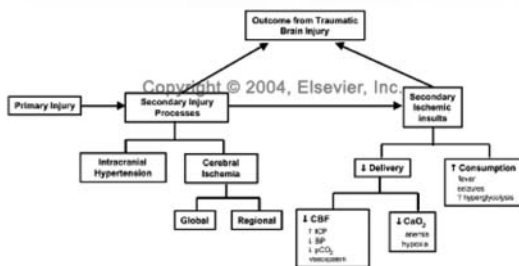 Outcome from Traumatic
Brain Injury
Copyright © 2004, Elsevier, Inc.
Primary Injury
Secondary Injury
Processes
Secondary
Ischemic
insults
Intracranial
Hypertension
Cerebral
Ischemia
Global
Regional
↓ Delivery
↑ Consumption
fever
seizures
? hyperglycolysis
↓ CBF
↑ ICP
↓ BP
↓ pCO₂
vasospasm
↓ CaO₂
anemia
hypoxia